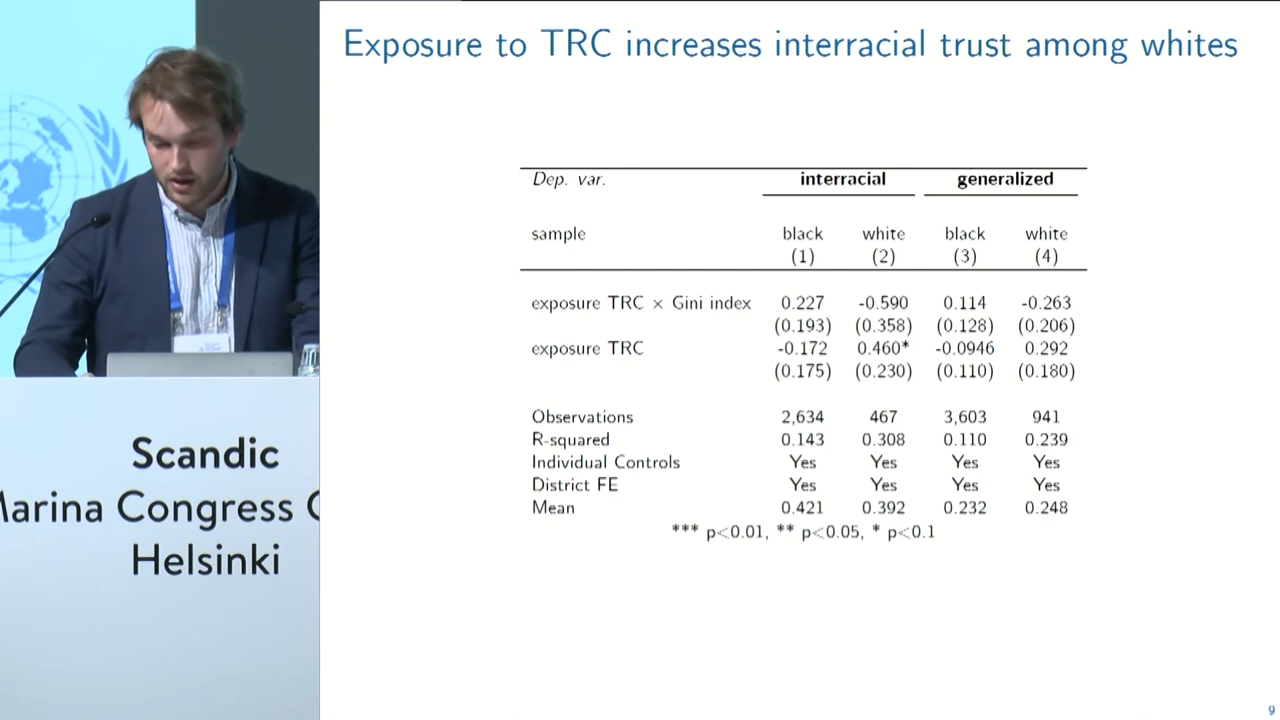 Exposure to TRC increases interracial trust among whites
Dep. var. interracial generalized
sample black white black white
(1) (2) (3) (4)
exposure TRC × Gini index 0.227 -0.590 0.114 -0.263
(0.193) (0.358) (0.128) (0.206)
exposure TRC -0.172 0.460* -0.0946 0.292
(0.175) (0.230) (0.110) (0.180)
Observations 2,634 467 3,603 941
R-squared 0.143 0.308 0.110 0.239
Individual Controls Yes Yes Yes Yes
District FE Yes Yes Yes Yes
Mean 0.421 0.392 0.232 0.248
*** p<0.01, ** p<0.05, * p<0.1
9
Scandic
Marina Congress
Helsinki